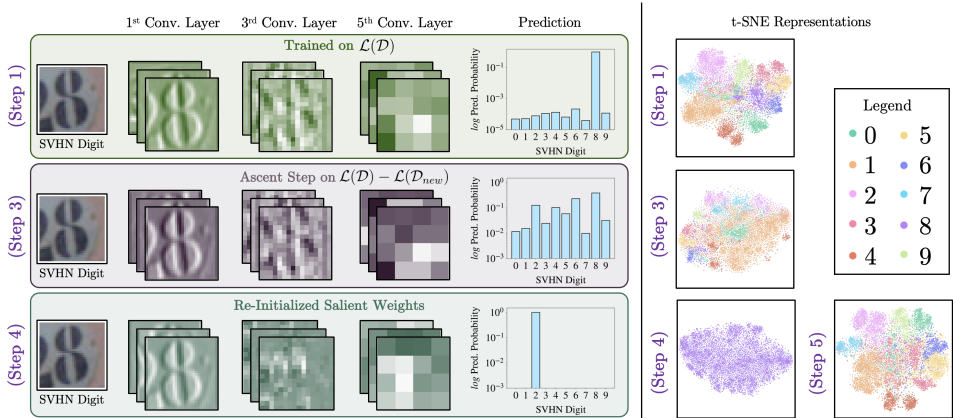 1st Conv. Layer 3rd Conv. Layer 5th Conv. Layer Prediction
(Step 1)
Trained on L(D)
SVHN Digit
log Pred. Probability
10⁻¹
10⁻³
10⁻⁵
0 1 2 3 4 5 6 7 8 9
SVHN Digit
(Step 3)
Ascent Step on L(D) − L(D_new)
SVHN Digit
log Pred. Probability
10⁰
10⁻¹
10⁻²
10⁻³
0 1 2 3 4 5 6 7 8 9
SVHN Digit
(Step 4)
Re-Initialized Salient Weights
SVHN Digit
log Pred. Probability
10⁰
10⁻¹
10⁻²
10⁻³
0 1 2 3 4 5 6 7 8 9
SVHN Digit
t-SNE Representations
(Step 1)
(Step 3)
(Step 4)
(Step 5)
Legend
0 5
1 6
2 7
3 8
4 9